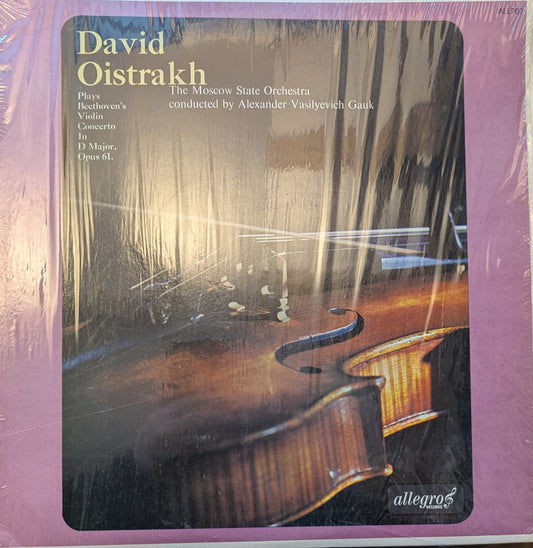 David
Oistrakh
Plays
Beethoven's
Violin
Concerto
In
D Major,
Opus 61.
The Moscow State Orchestra
conducted by Alexander Vasilyevich Gauk
allegro
RECORDS